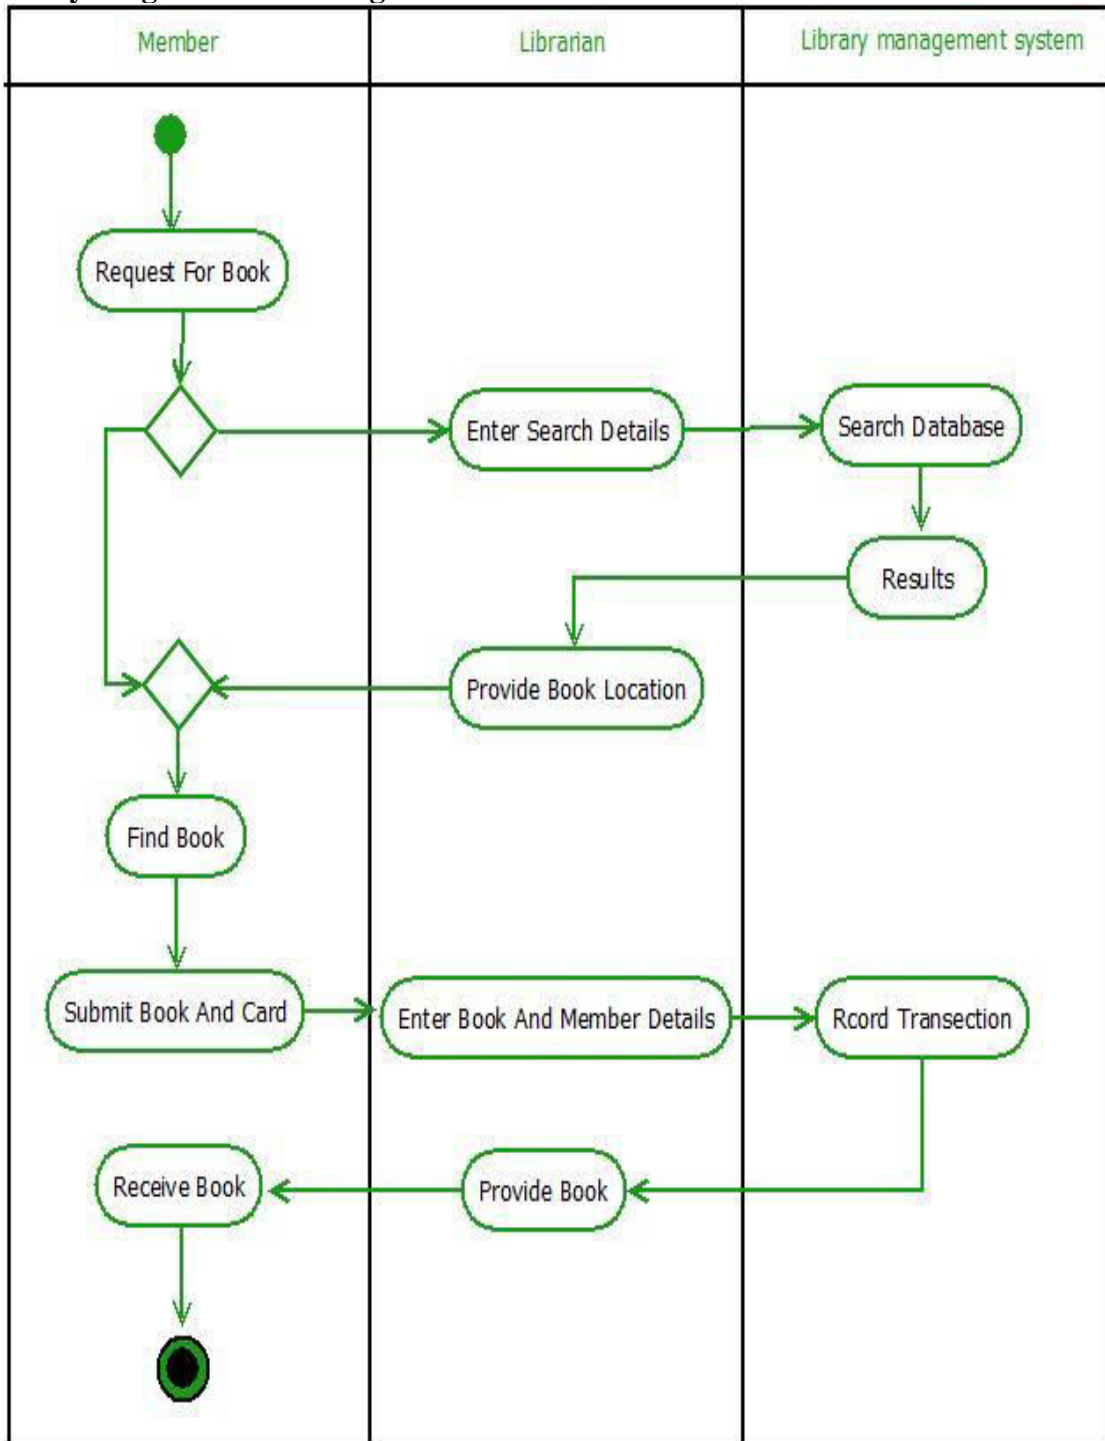 Member
Librarian
Library management system
Request For Book
Enter Search Details
Search Database
Results
Provide Book Location
Find Book
Submit Book And Card
Enter Book And Member Details
Rcord Transection
Receive Book
Provide Book